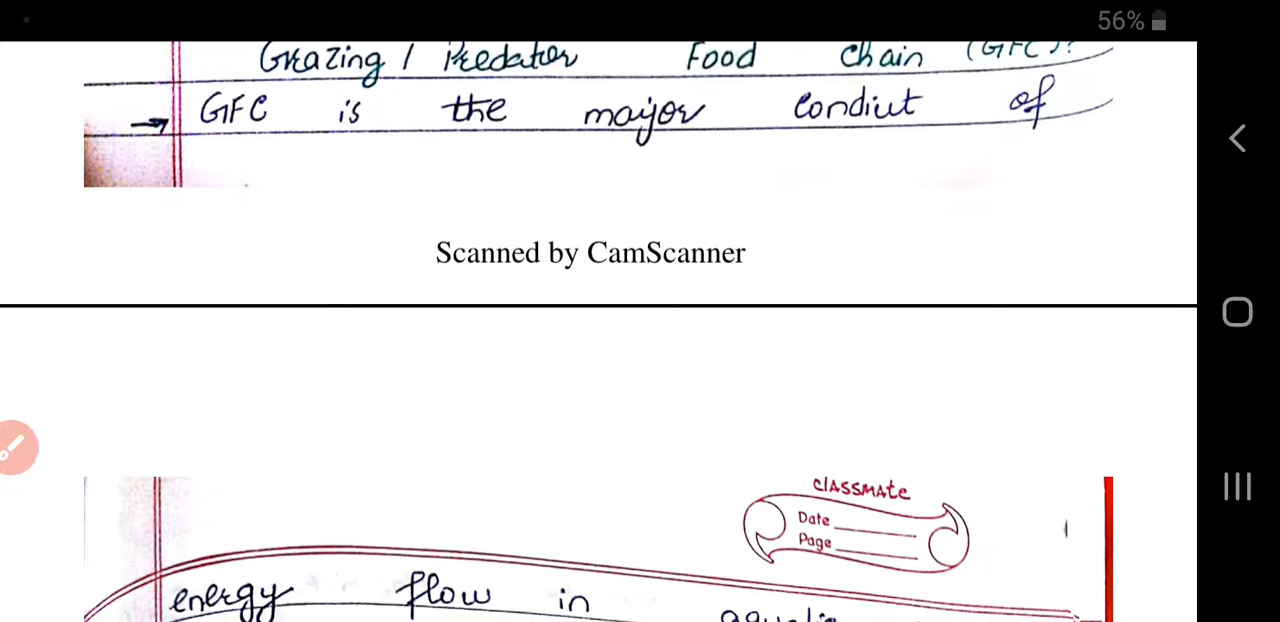 56%
Grazing / Predator Food Chain (GFC):
→ GFC is the major Conduit of
Scanned by CamScanner
classmate
Date
Page
energy flow in